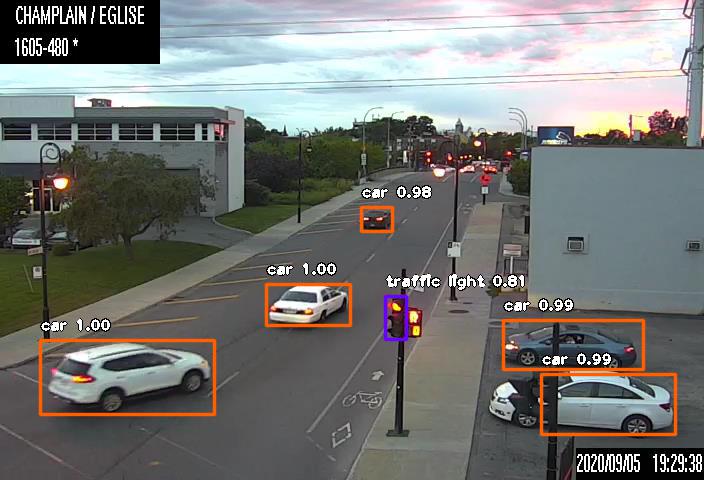 CHAMPLAIN / EGLISE
1605-480 *
car 0.98
car 1.00
traffic light 0.81
car 0.99
car 1.00
car 0.99
2020/09/05 19:29:38